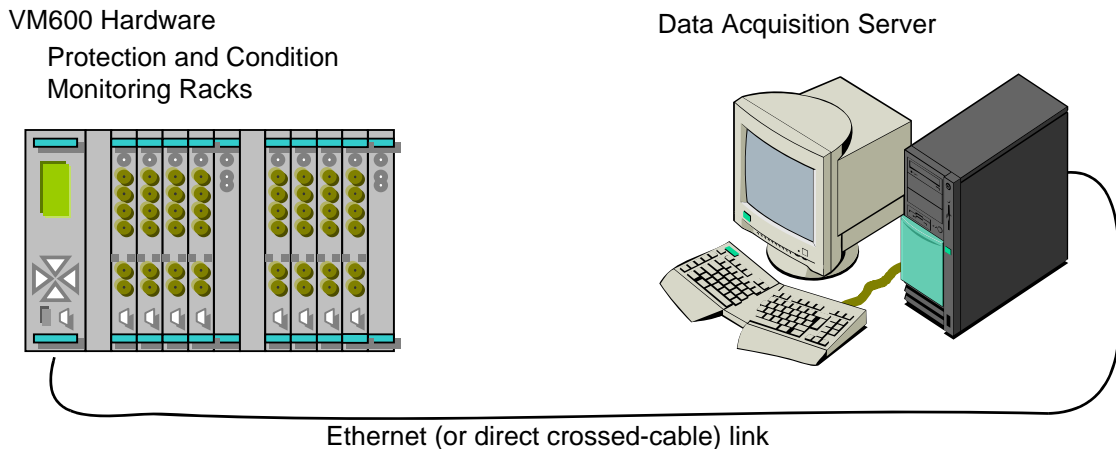 VM600 Hardware
Protection and Condition
Monitoring Racks
Data Acquisition Server
Ethernet (or direct crossed-cable) link